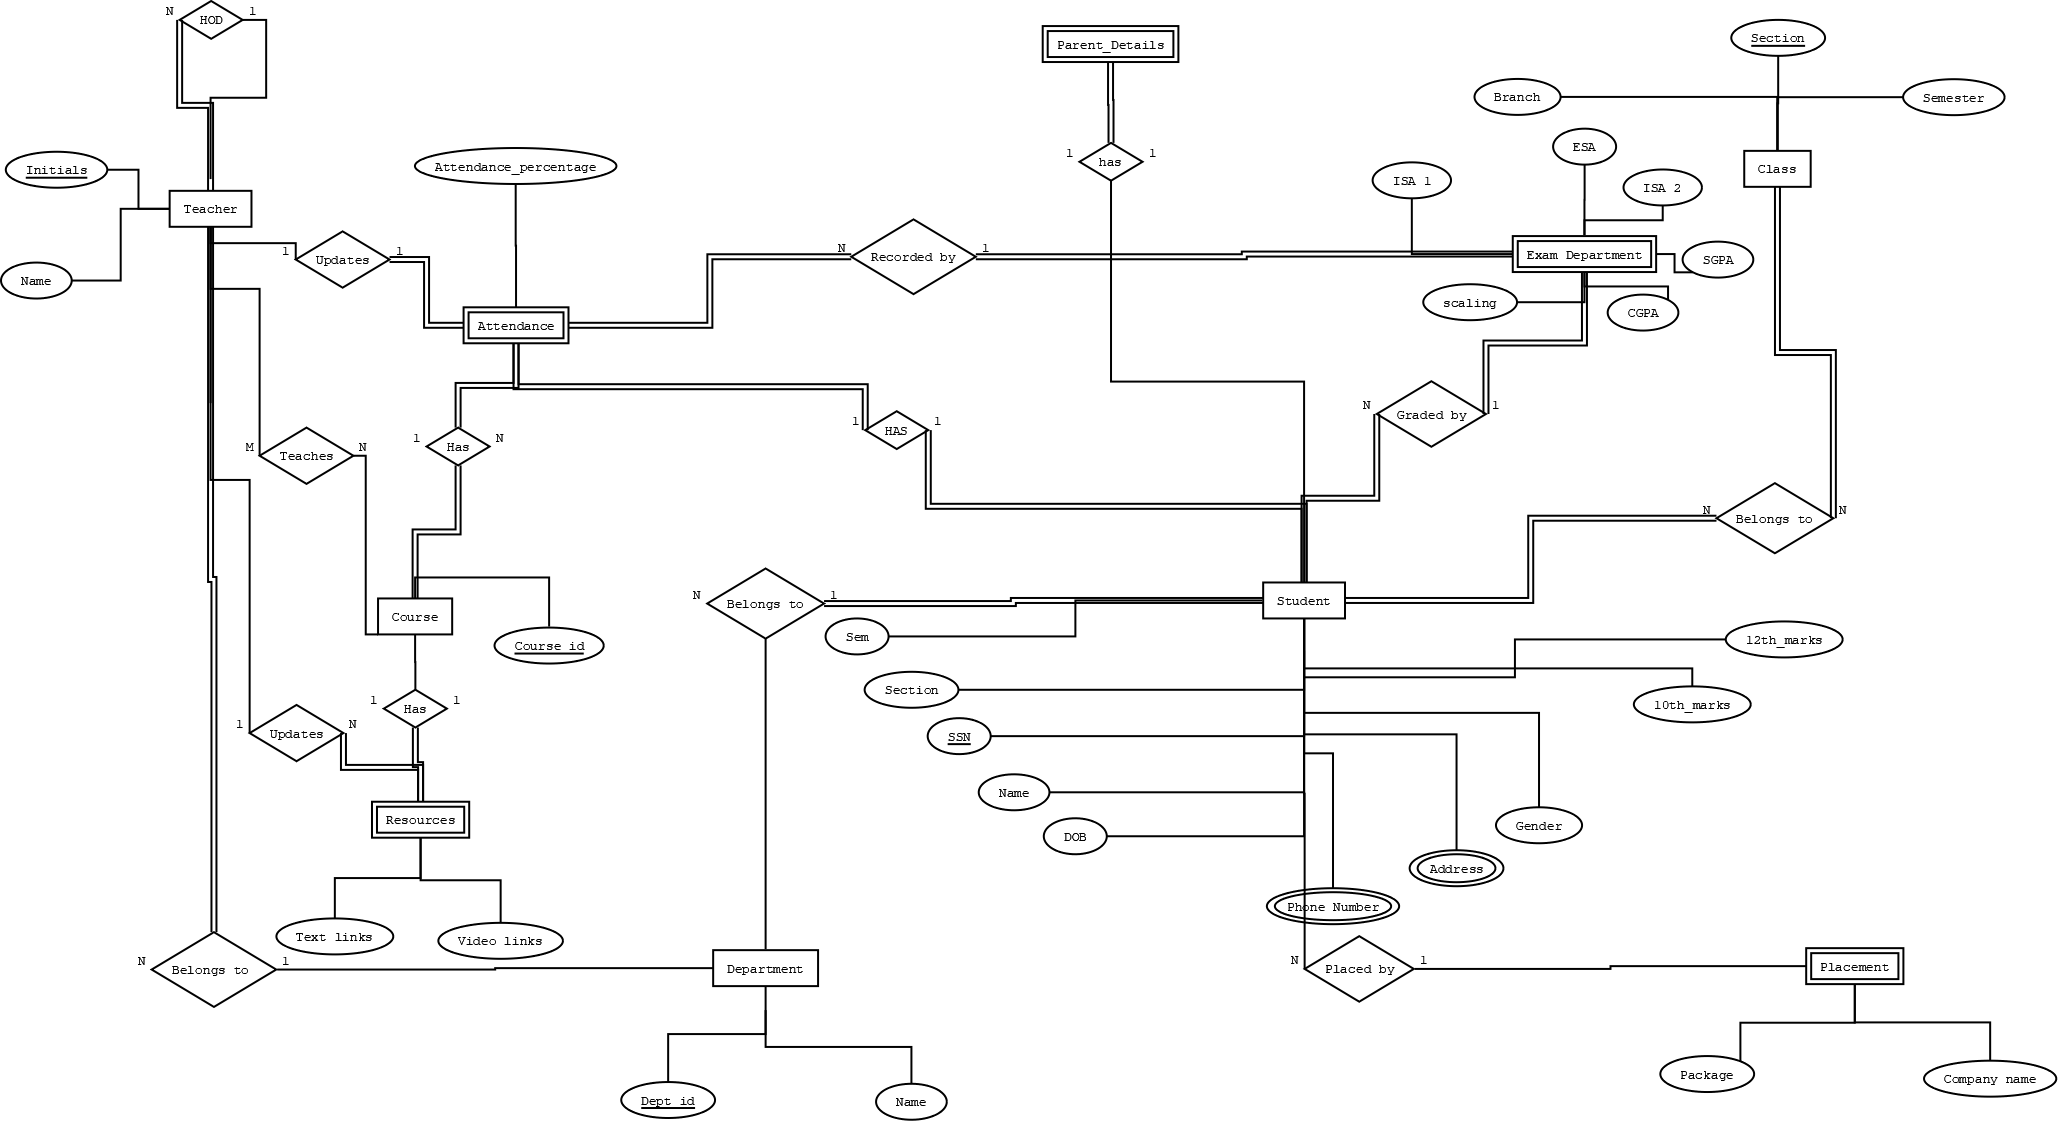 N
HOD
1
Parent_Details
Section
Branch
Semester
ESA
1
has
1
Initials
Attendance_percentage
ISA 1
Class
ISA 2
Teacher
N
Recorded by
1
1
Updates
1
Exam Department
SGPA
Name
scaling
CGPA
Attendance
N
Graded by
1
1
HAS
1
M
Teaches
N
1
Has
N
N
Belongs to
N
N
Belongs to
1
Student
Course
Sem
12th_marks
Course id
Section
10th_marks
1
Has
1
1
Updates
N
SSN
Name
Resources
DOB
Gender
Address
Phone Number
Text links
Video links
N
Belongs to
1
Department
N
Placed by
1
Placement
Package
Company name
Dept id
Name